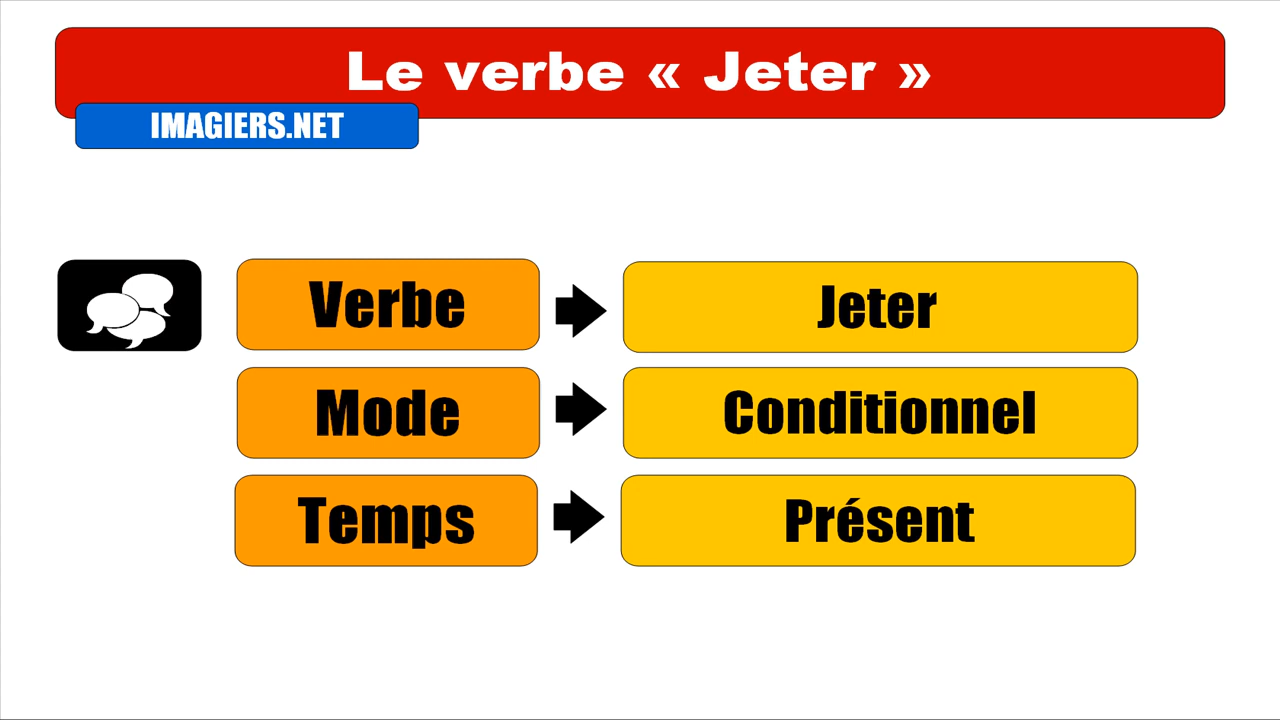 Le verbe « Jeter »
IMAGIERS.NET
Verbe Jeter
Mode Conditionnel
Temps Présent